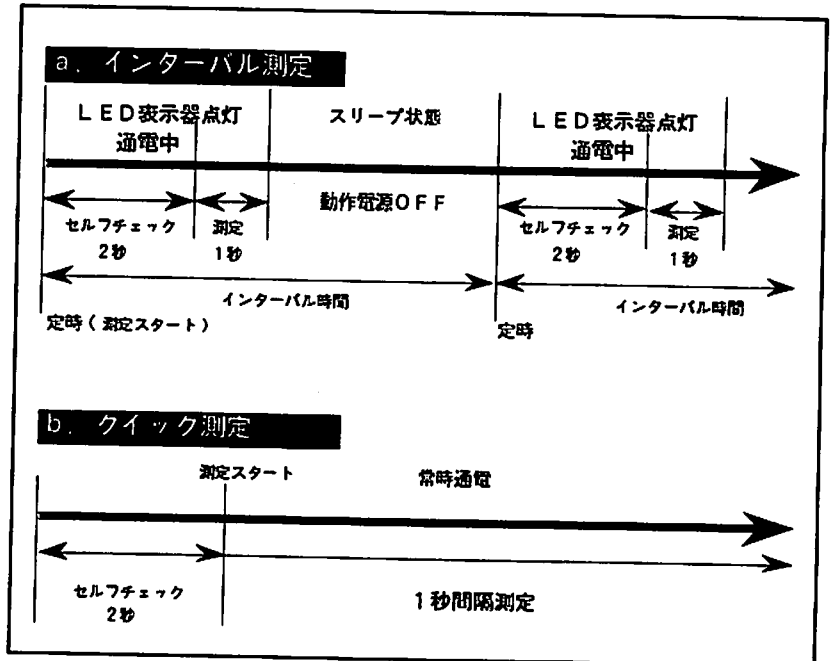 a．インターバル測定
ＬＥＤ表示器点灯
通電中
スリープ状態
ＬＥＤ表示器点灯
通電中
動作電源ＯＦＦ
セルフチェック
2秒
測定
1秒
セルフチェック
2秒
測定
1秒
インターバル時間
インターバル時間
定時（測定スタート）
定時
b．クイック測定
測定スタート
常時通電
セルフチェック
2秒
1秒間隔測定